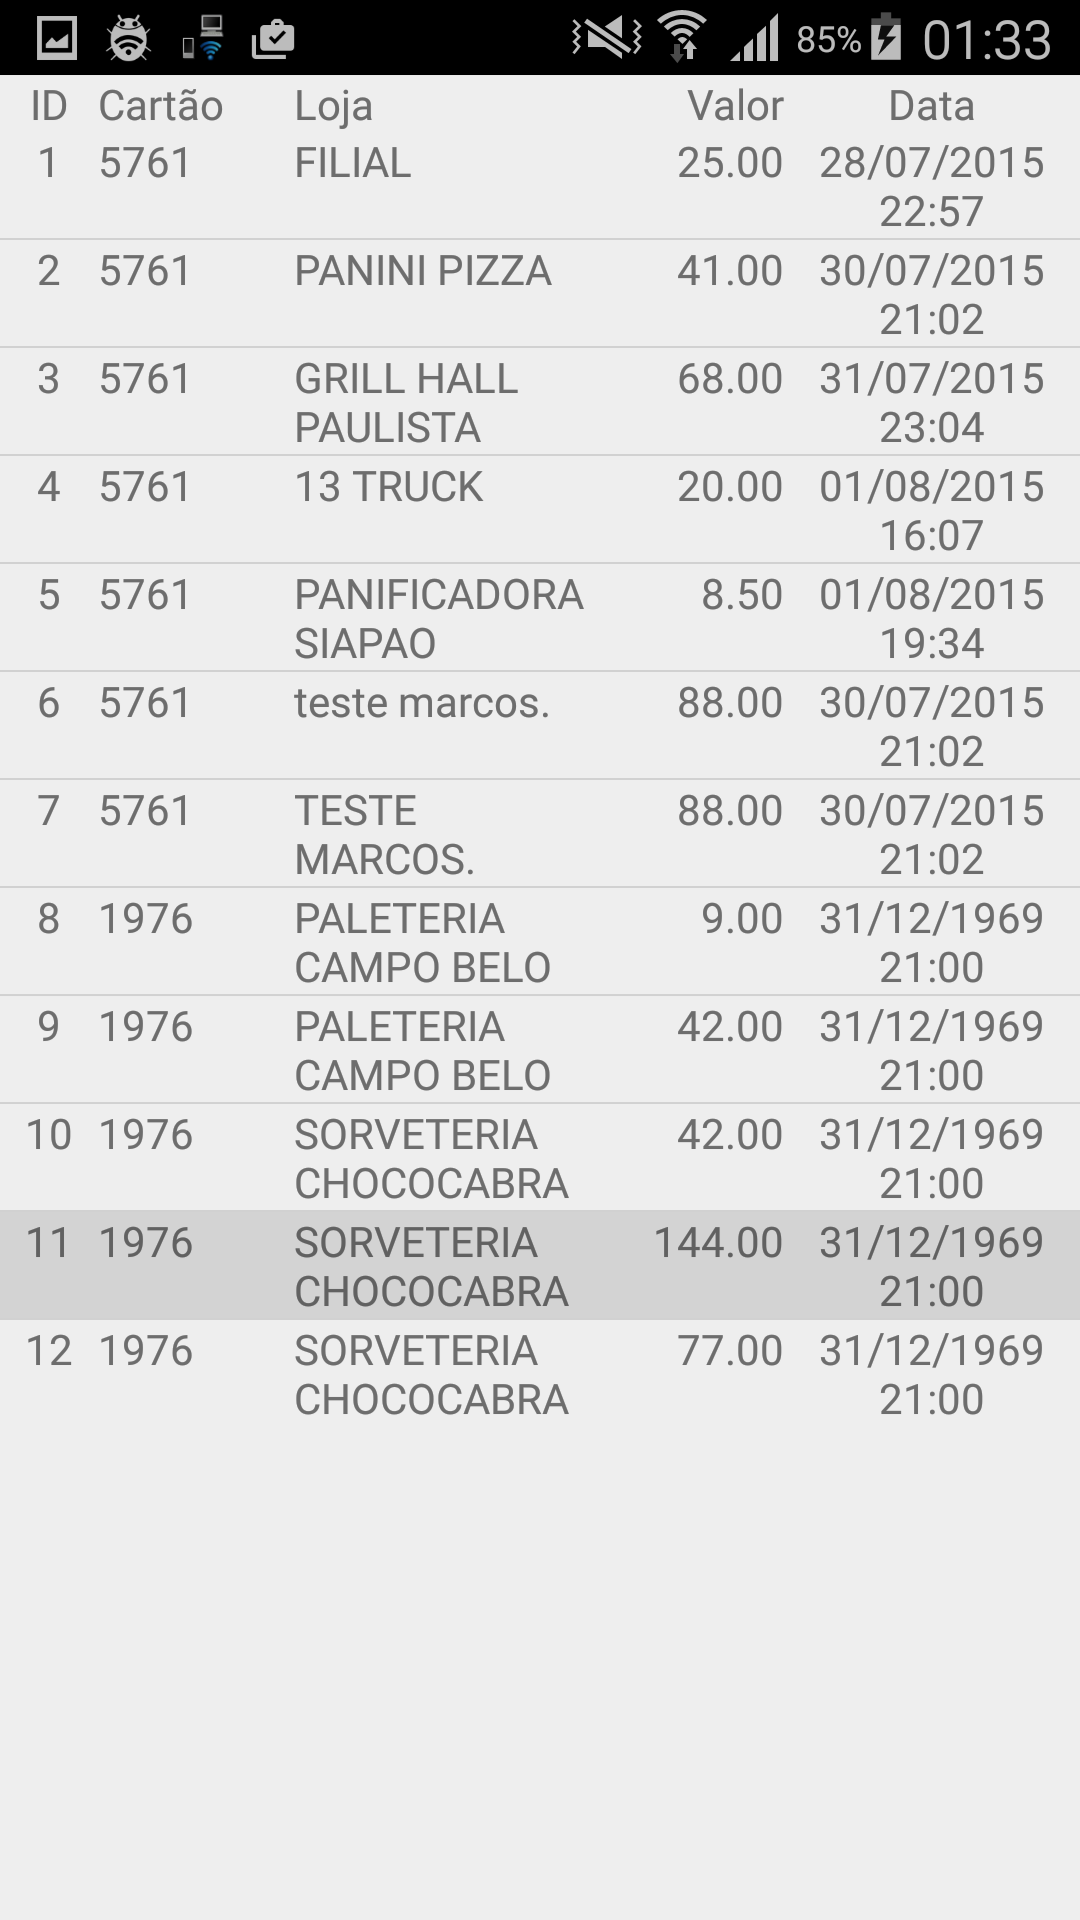 85% 01:33
ID Cartão Loja Valor Data
1 5761 FILIAL 25.00 28/07/2015
22:57
2 5761 PANINI PIZZA 41.00 30/07/2015
21:02
3 5761 GRILL HALL 68.00 31/07/2015
PAULISTA 23:04
4 5761 13 TRUCK 20.00 01/08/2015
16:07
5 5761 PANIFICADORA 8.50 01/08/2015
SIAPAO 19:34
6 5761 teste marcos. 88.00 30/07/2015
21:02
7 5761 TESTE 88.00 30/07/2015
MARCOS. 21:02
8 1976 PALETERIA 9.00 31/12/1969
CAMPO BELO 21:00
9 1976 PALETERIA 42.00 31/12/1969
CAMPO BELO 21:00
10 1976 SORVETERIA 42.00 31/12/1969
CHOCOCABRA 21:00
11 1976 SORVETERIA 144.00 31/12/1969
CHOCOCABRA 21:00
12 1976 SORVETERIA 77.00 31/12/1969
CHOCOCABRA 21:00